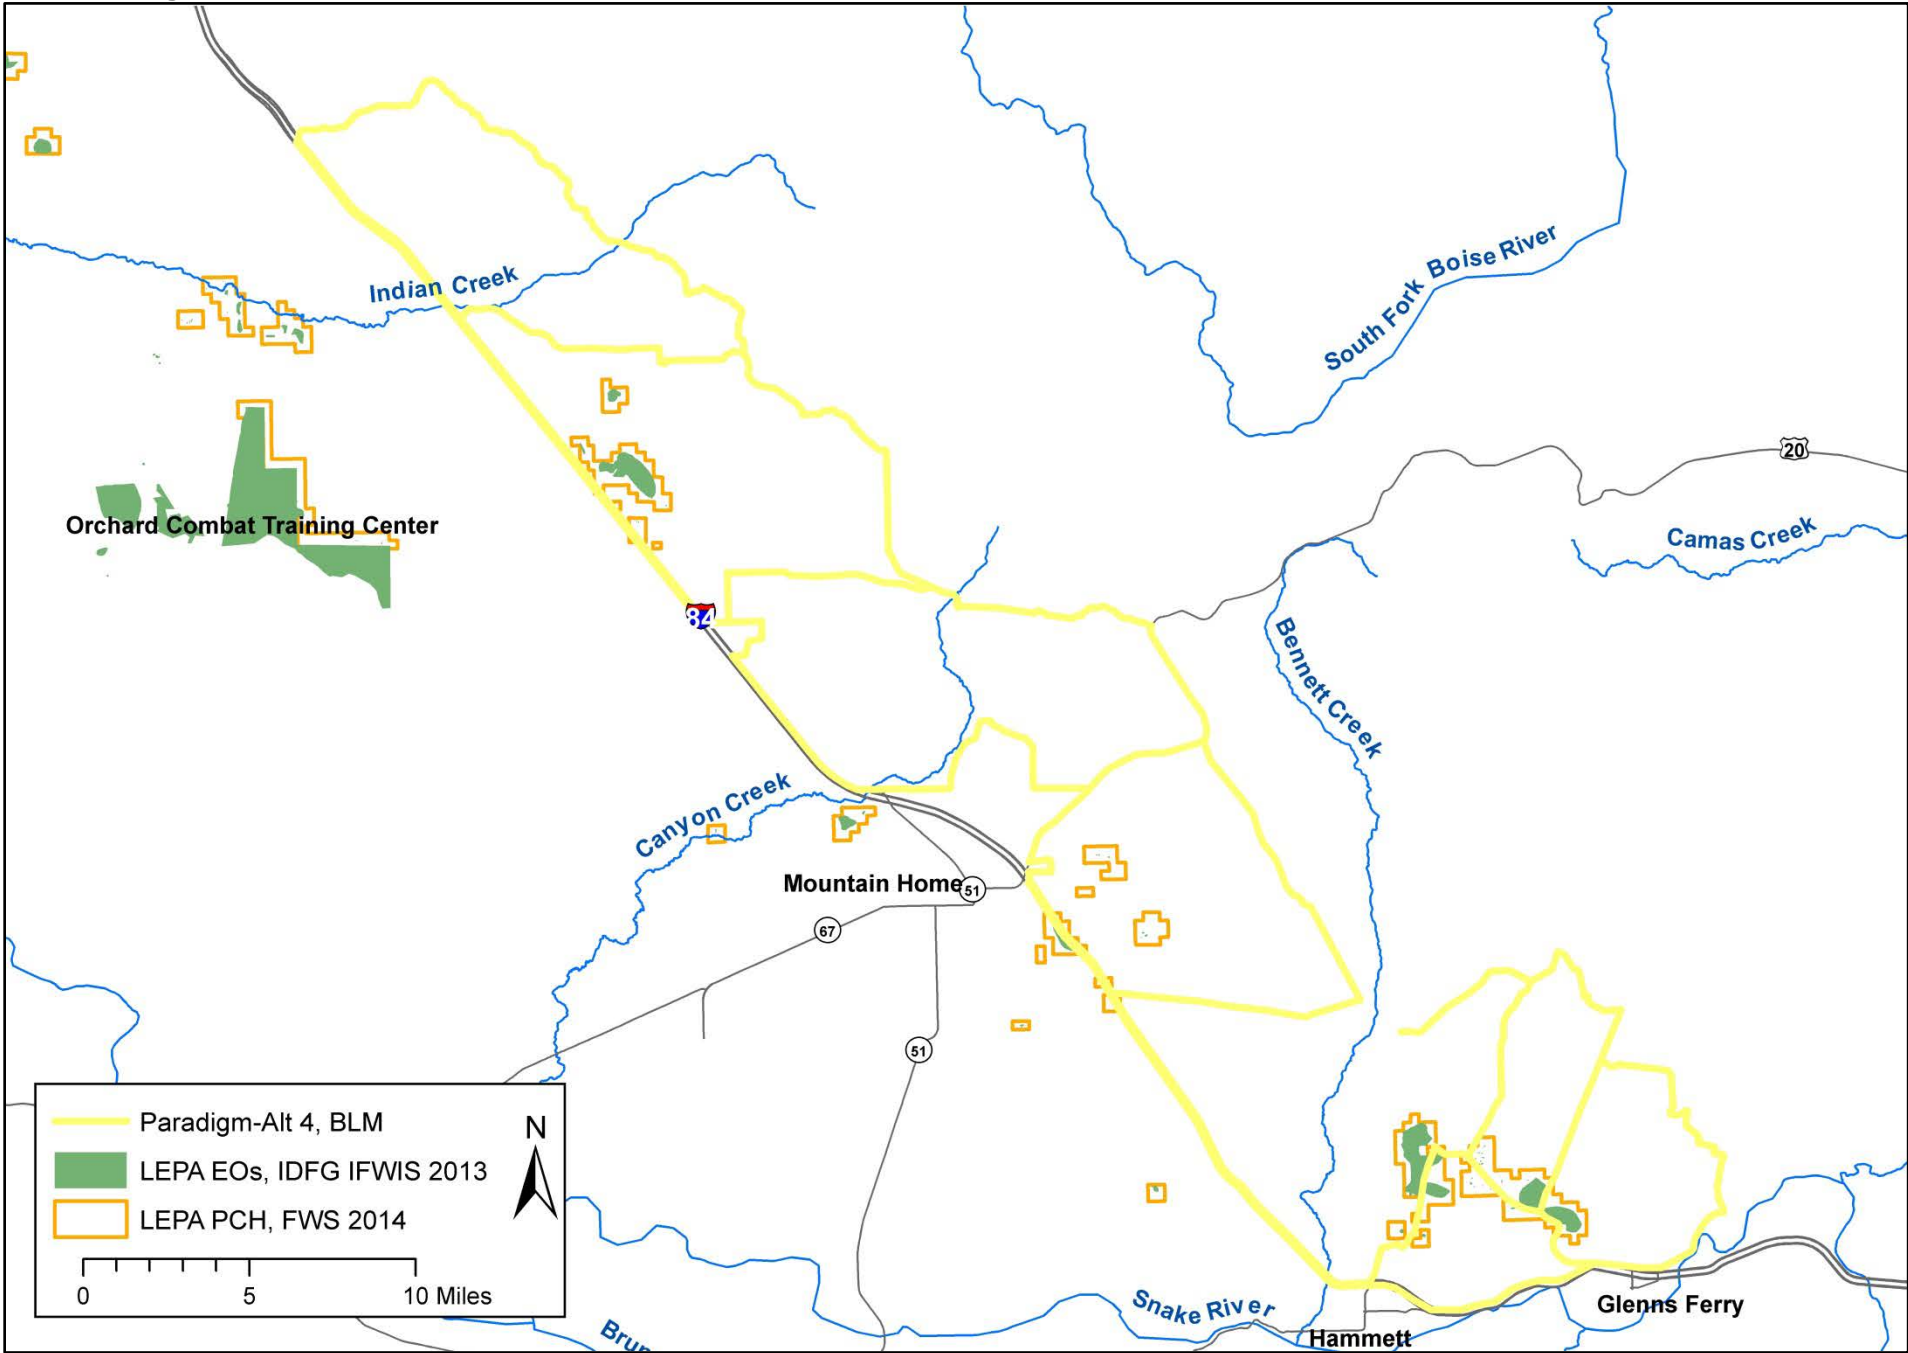 Indian Creek
South Fork Boise River
20
Orchard Combat Training Center
Camas Creek
84
Bennett Creek
Canyon Creek
Mountain Home
51
67
51
Paradigm-Alt 4, BLM
N
LEPA EOs, IDFG IFWIS 2013
LEPA PCH, FWS 2014
0 5 10 Miles
Snake River
Glenns Ferry
Hammett